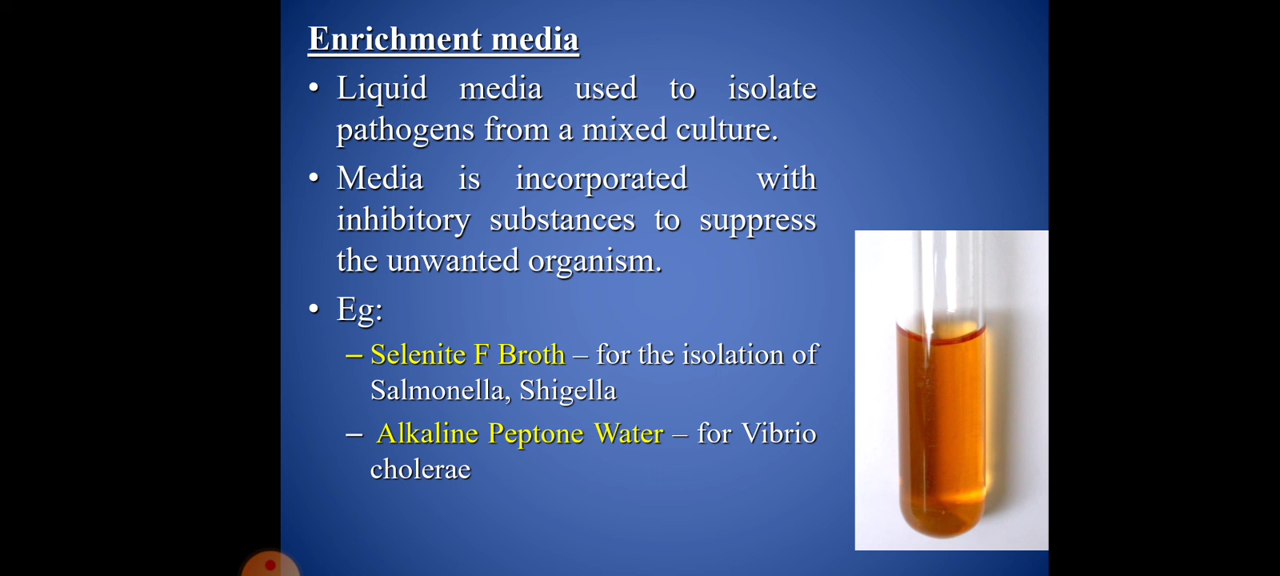 Enrichment media
• Liquid media used to isolate
pathogens from a mixed culture.
• Media is incorporated with
inhibitory substances to suppress
the unwanted organism.
• Eg:
– Selenite F Broth – for the isolation of
Salmonella, Shigella
– Alkaline Peptone Water – for Vibrio
cholerae